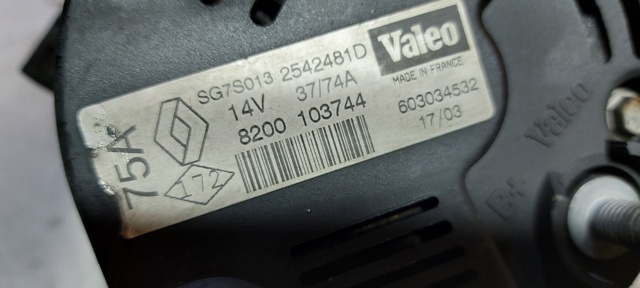 SG7S013 2542481D Valeo
14V 37/74A MADE IN FRANCE
8200 103744 603034532
17/03
75A
172
Valeo
B+